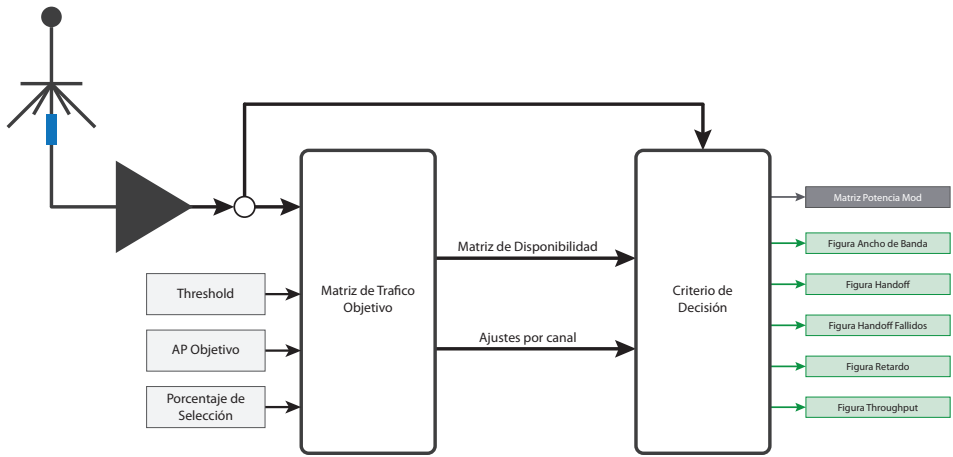 Threshold
AP Objetivo
Porcentaje de
Selección
Matriz de Trafico
Objetivo
Matriz de Disponibilidad
Ajustes por canal
Criterio de
Decisión
Matriz Potencia Mod
Figura Ancho de Banda
Figura Handoff
Figura Handoff Fallidos
Figura Retardo
Figura Throughput